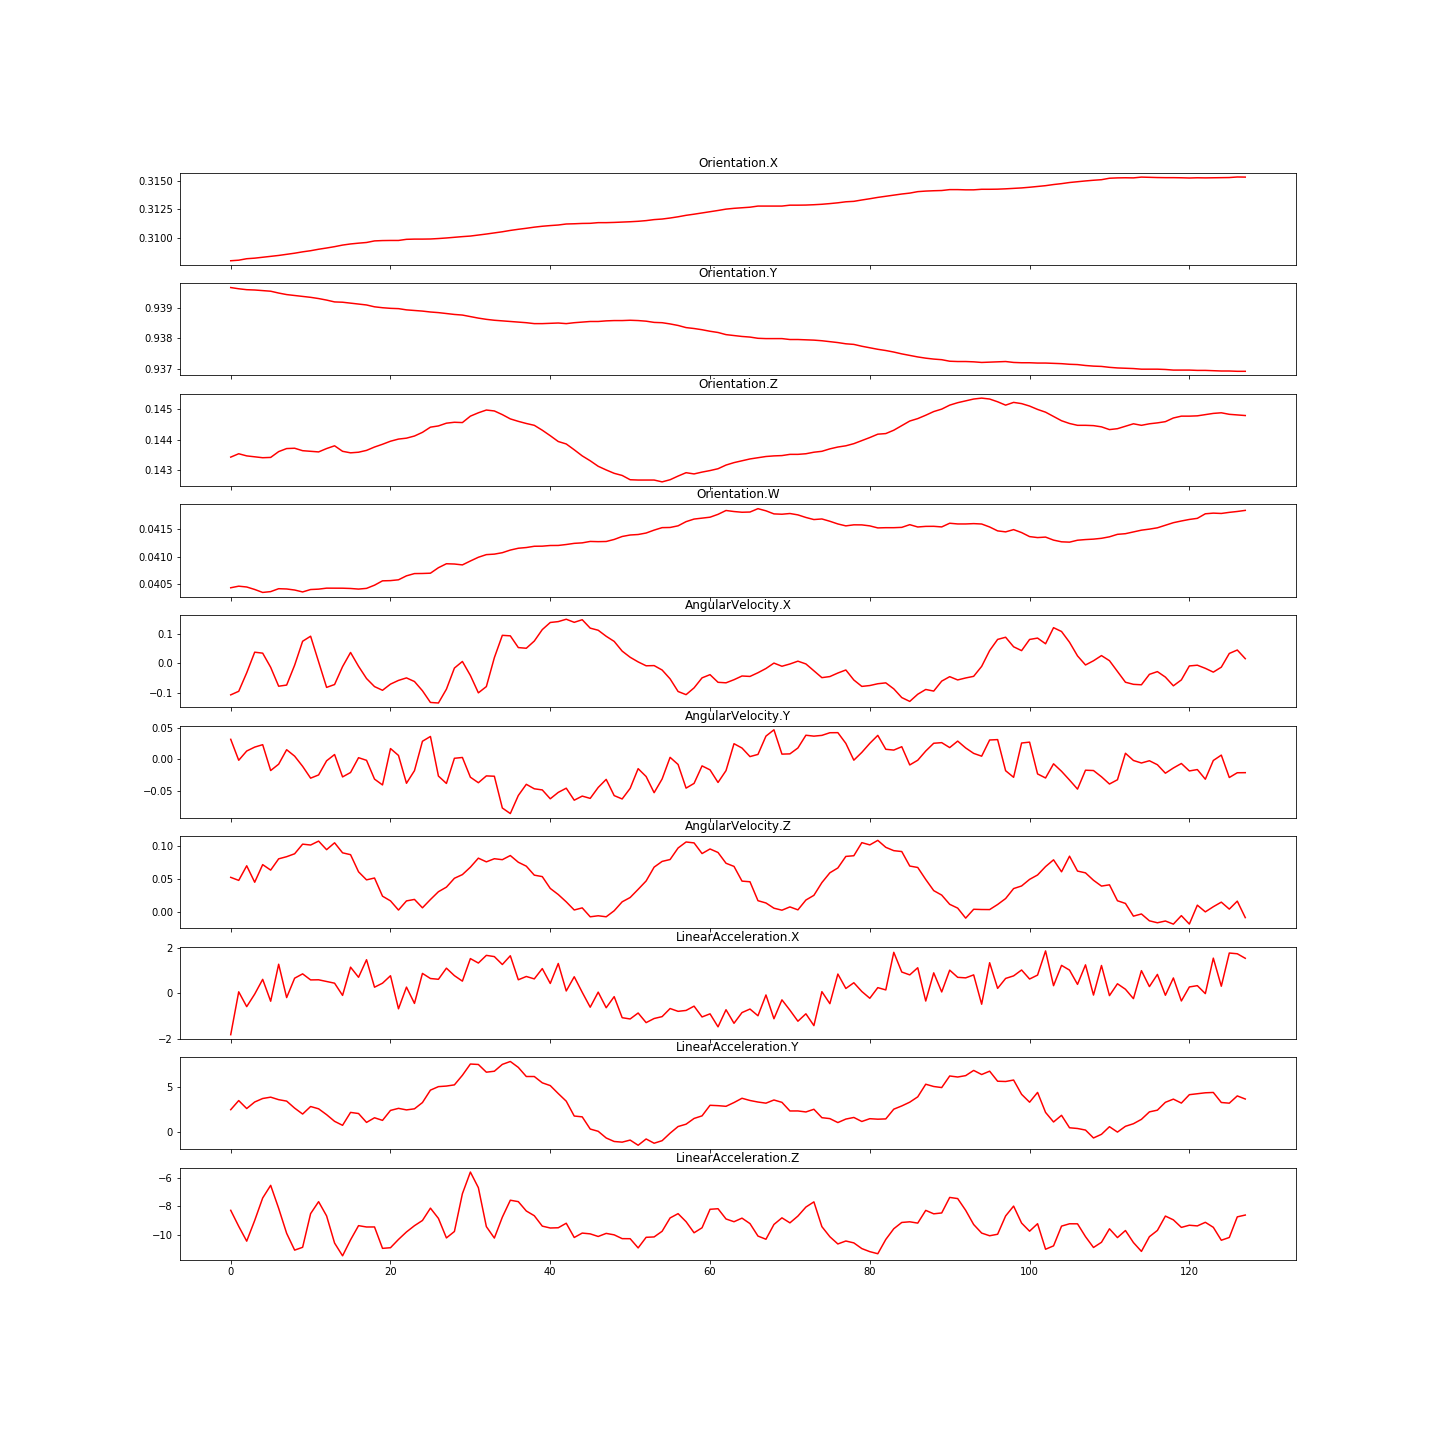 Orientation.X
0.3150
0.3125
0.3100
Orientation.Y
0.939
0.938
0.937
Orientation.Z
0.145
0.144
0.143
Orientation.W
0.0415
0.0410
0.0405
AngularVelocity.X
0.1
0.0
−0.1
AngularVelocity.Y
0.05
0.00
−0.05
AngularVelocity.Z
0.10
0.05
0.00
LinearAcceleration.X
2
0
−2
LinearAcceleration.Y
5
0
LinearAcceleration.Z
−6
−8
−10
0 20 40 60 80 100 120